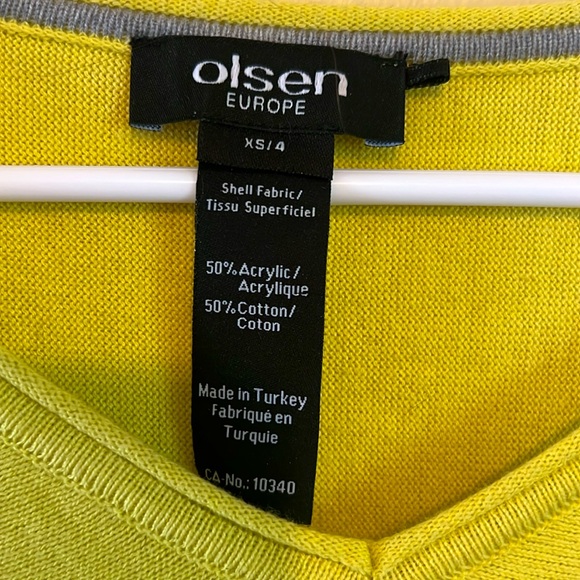 olsen
EUROPE
XS/4
Shell Fabric/
Tissu Superficiel
50%Acrylic/
Acrylique
50%Cotton/
Coton
Made in Turkey
Fabriqué en
Turquie
CA-No.: 10340